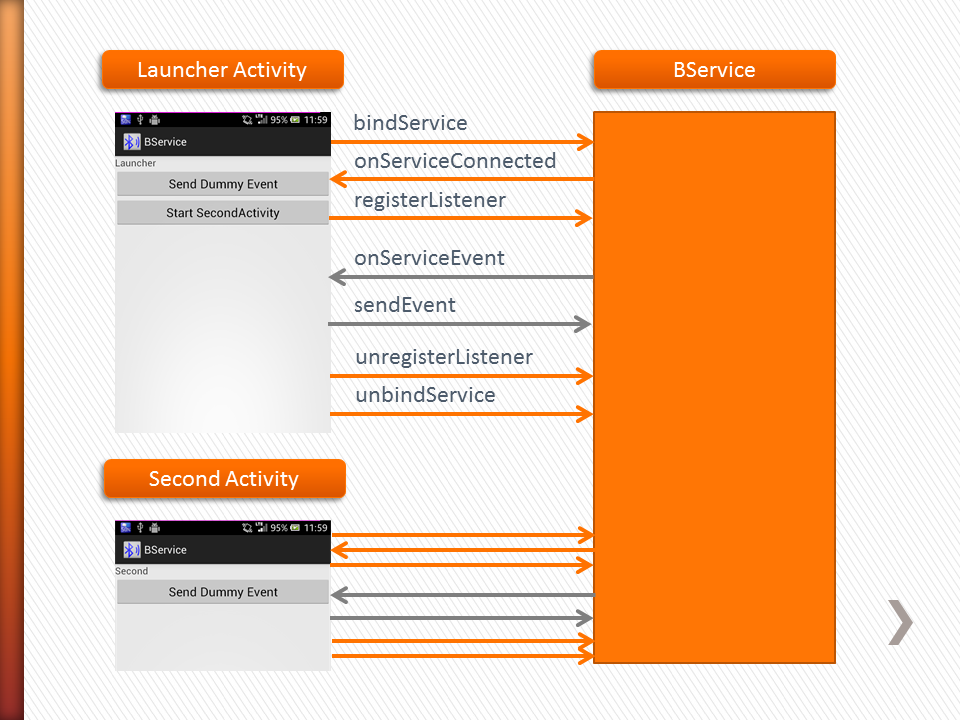 Launcher Activity
BService
95% 11:59
BService
Launcher
Send Dummy Event
Start SecondActivity
bindService
onServiceConnected
registerListener
onServiceEvent
sendEvent
unregisterListener
unbindService
Second Activity
95% 11:59
BService
Second
Send Dummy Event